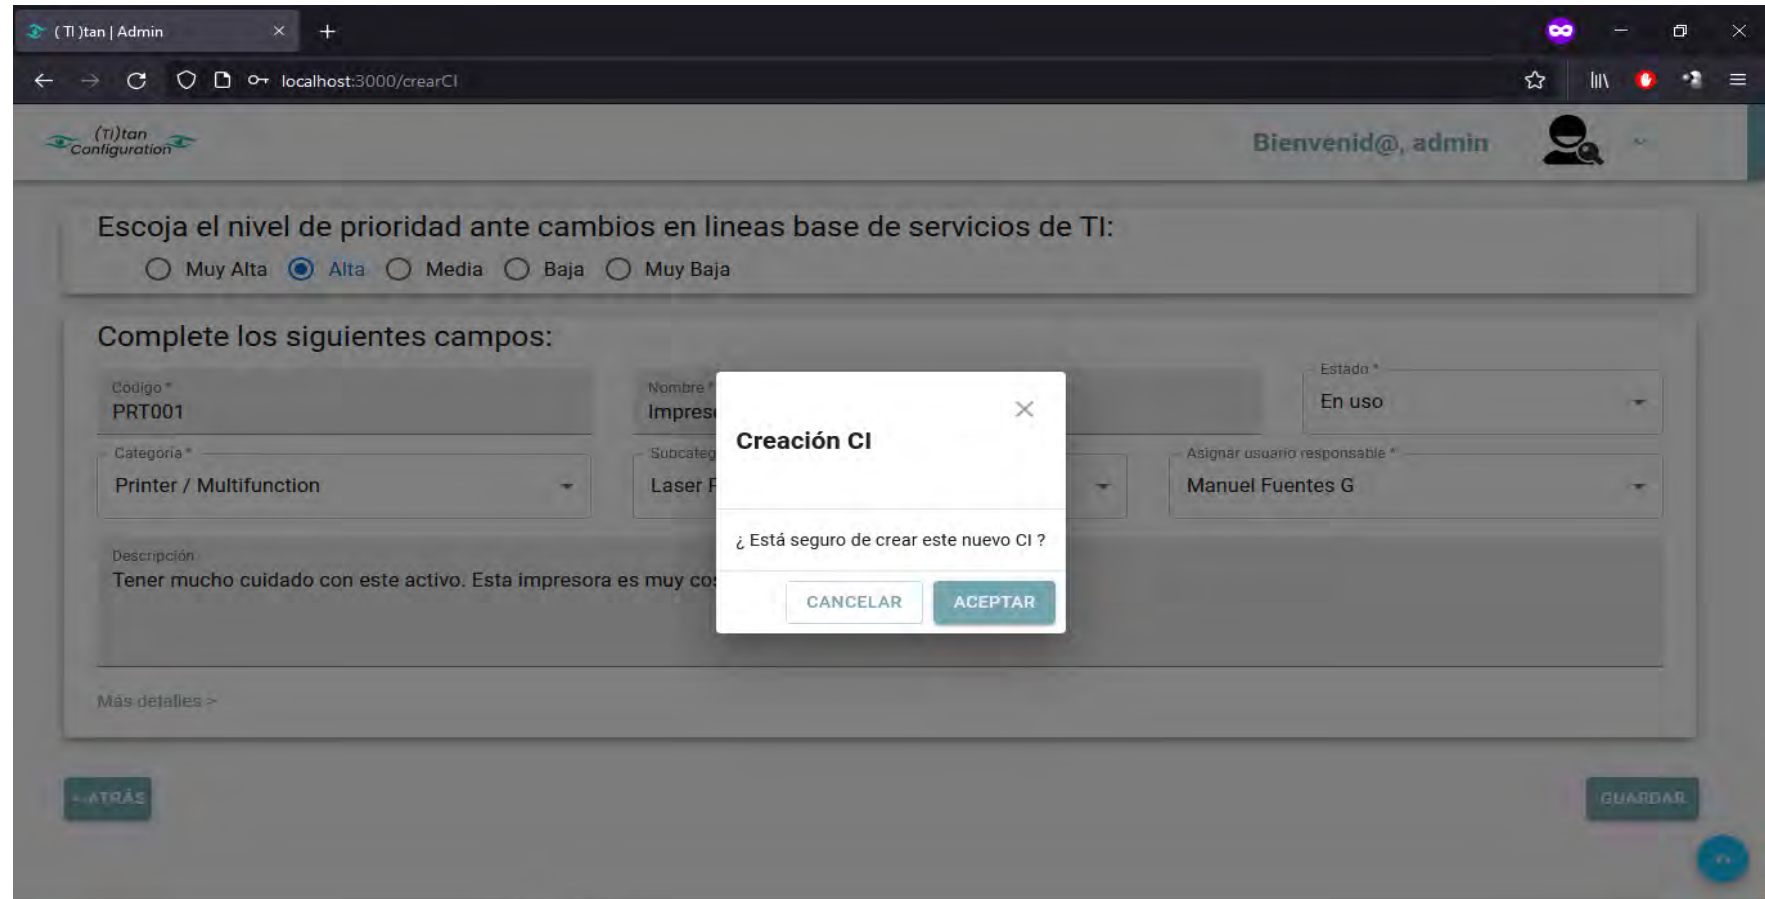 ( TI )tan | Admin
localhost:3000/crearCI
(TI)tan
Configuration
Bienvenid@, admin
Escoja el nivel de prioridad ante cambios en lineas base de servicios de TI:
Muy Alta Alta Media Baja Muy Baja
Complete los siguientes campos:
Código *
PRT001
Nombre *
Estado *
En uso
Categoría *
Printer / Multifunction
Laser
Asignar usuario responsable *
Manuel Fuentes G
Descripción
Tener mucho cuidado con este activo. Esta impresora es muy
Más detalles >
Creación CI
¿ Está seguro de crear este nuevo CI ?
CANCELAR ACEPTAR
ATRÁS
GUARDAR